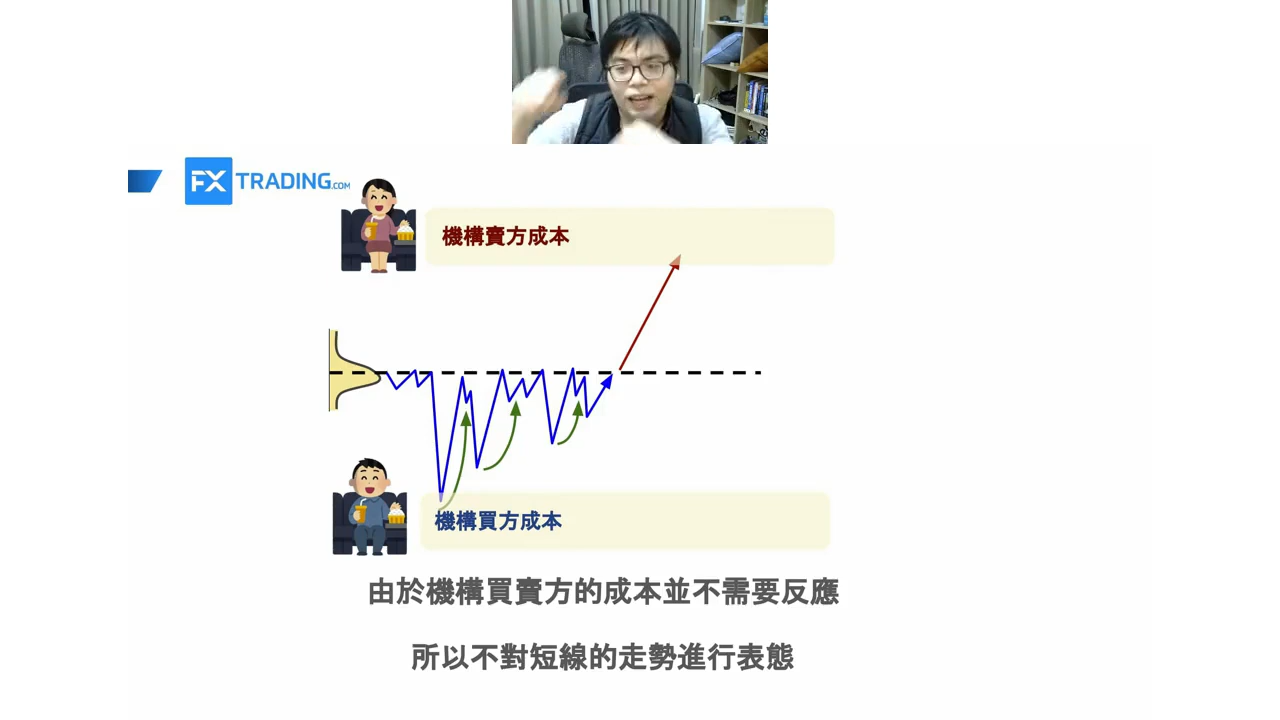 FX TRADING.COM
機構賣方成本
機構買方成本
由於機構買賣方的成本並不需要反應
所以不對短線的走勢進行表態